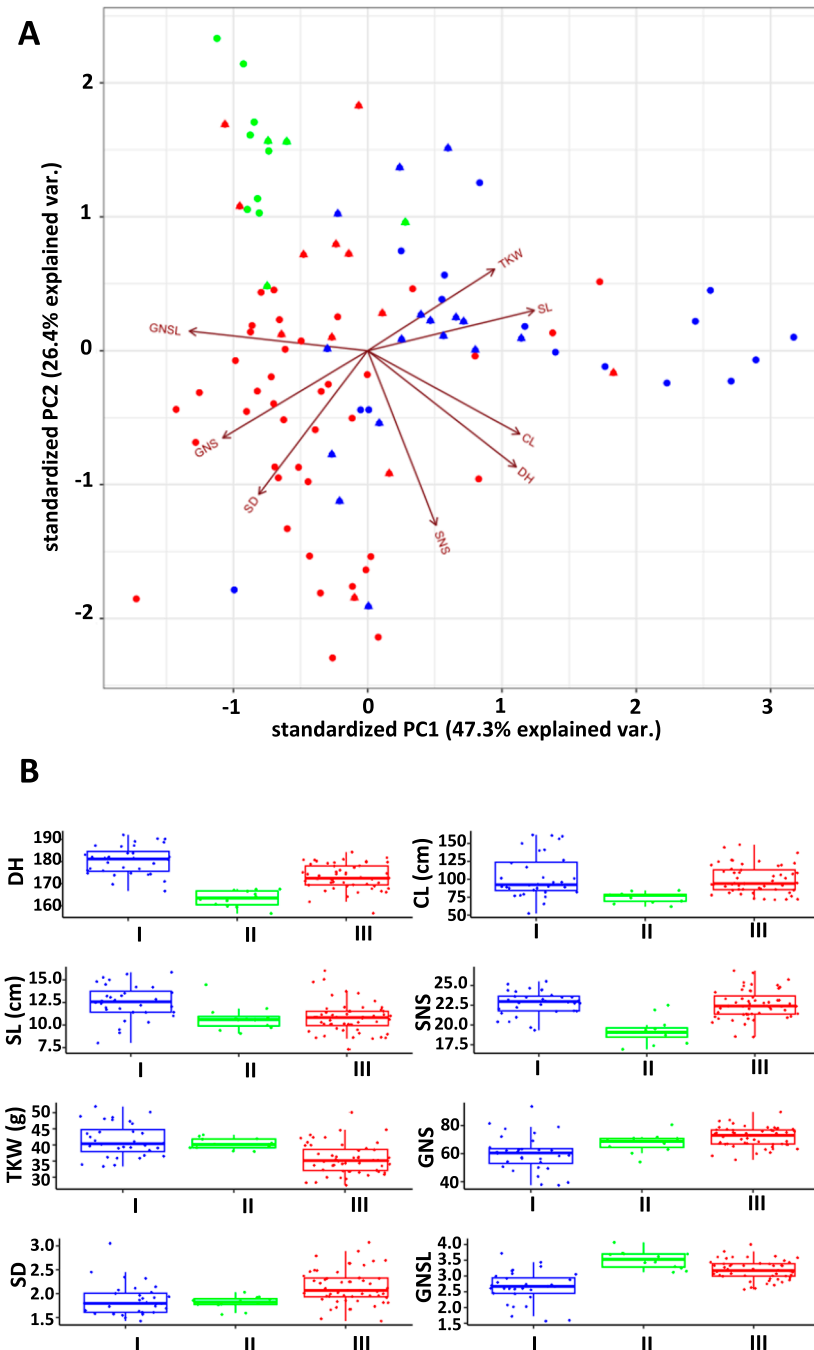 A
standardized PC2 (26.4% explained var.)
2
1
0
-1
-2
TKW
SL
GNSL
GNS
SD
CL
DH
SNS
-1 0 1 2 3
standardized PC1 (47.3% explained var.)
B
DH
190
180
170
160
I II III
CL (cm)
150
125
100
75
50
I II III
SL (cm)
15.0
12.5
10.0
7.5
I II III
SNS
25.0
22.5
20.0
17.5
I II III
TKW (g)
50
45
40
35
30
I II III
GNS
80
60
40
I II III
SD
3.0
2.5
2.0
1.5
I II III
GNSL
4.0
3.5
3.0
2.5
2.0
1.5
I II III